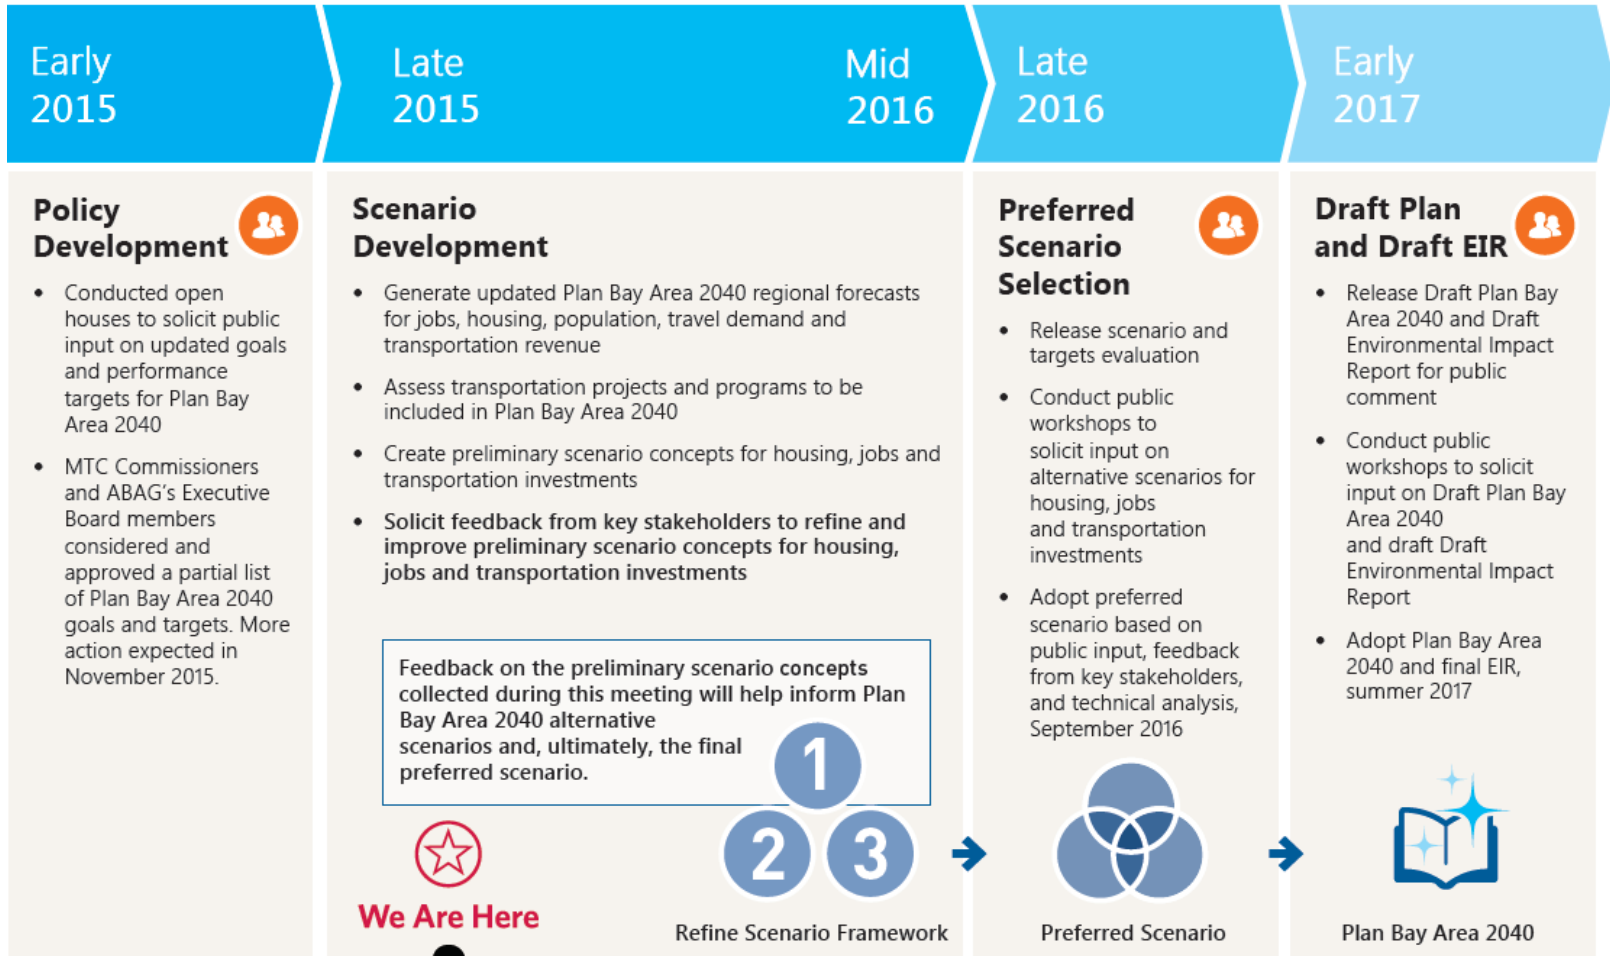 Early
2015
Late
2015
Mid
2016
Late
2016
Early
2017
Policy
Development
• Conducted open
houses to solicit public
input on updated goals
and performance
targets for Plan Bay
Area 2040
• MTC Commissioners
and ABAG's Executive
Board members
considered and
approved a partial list
of Plan Bay Area 2040
goals and targets. More
action expected in
November 2015.
Scenario
Development
• Generate updated Plan Bay Area 2040 regional forecasts
for jobs, housing, population, travel demand and
transportation revenue
• Assess transportation projects and programs to be
included in Plan Bay Area 2040
• Create preliminary scenario concepts for housing, jobs and
transportation investments
• Solicit feedback from key stakeholders to refine and
improve preliminary scenario concepts for housing,
jobs and transportation investments
Feedback on the preliminary scenario concepts
collected during this meeting will help inform Plan
Bay Area 2040 alternative
scenarios and, ultimately, the final
preferred scenario.
1
2
3
We Are Here
Refine Scenario Framework
Preferred
Scenario
Selection
• Release scenario and
targets evaluation
• Conduct public
workshops to
solicit input on
alternative scenarios for
housing, jobs
and transportation
investments
• Adopt preferred
scenario based on
public input, feedback
from key stakeholders,
and technical analysis,
September 2016
Preferred Scenario
Draft Plan
and Draft EIR
• Release Draft Plan Bay
Area 2040 and Draft
Environmental Impact
Report for public
comment
• Conduct public
workshops to solicit
input on Draft Plan Bay
Area 2040
and draft Draft
Environmental Impact
Report
• Adopt Plan Bay Area
2040 and final EIR,
summer 2017
Plan Bay Area 2040